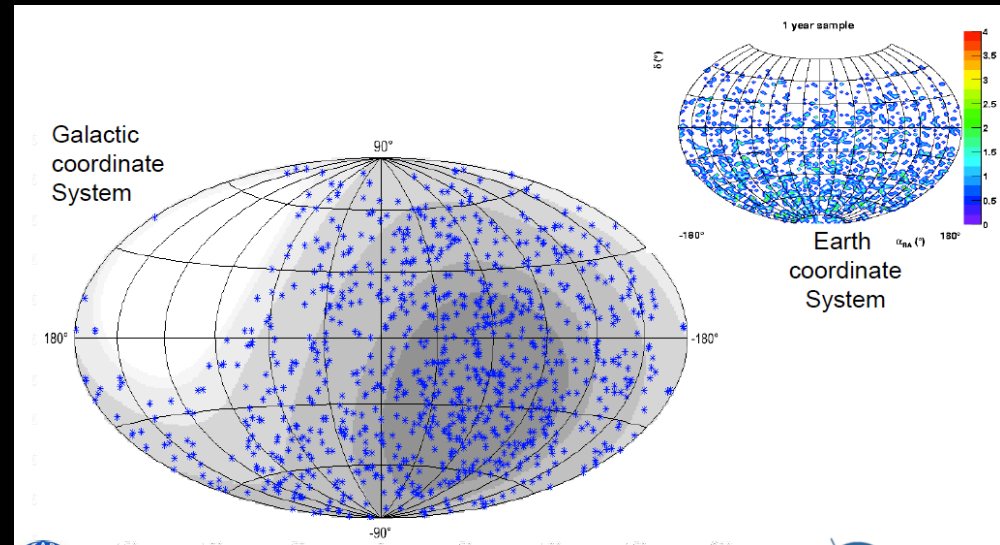 1 year sample
δ (°)
4
3.5
3
2.5
2
1.5
1
0.5
0
-180°
180°
α_RA (°)
Earth
coordinate
System
Galactic
coordinate
System
90°
180°
-180°
-90°